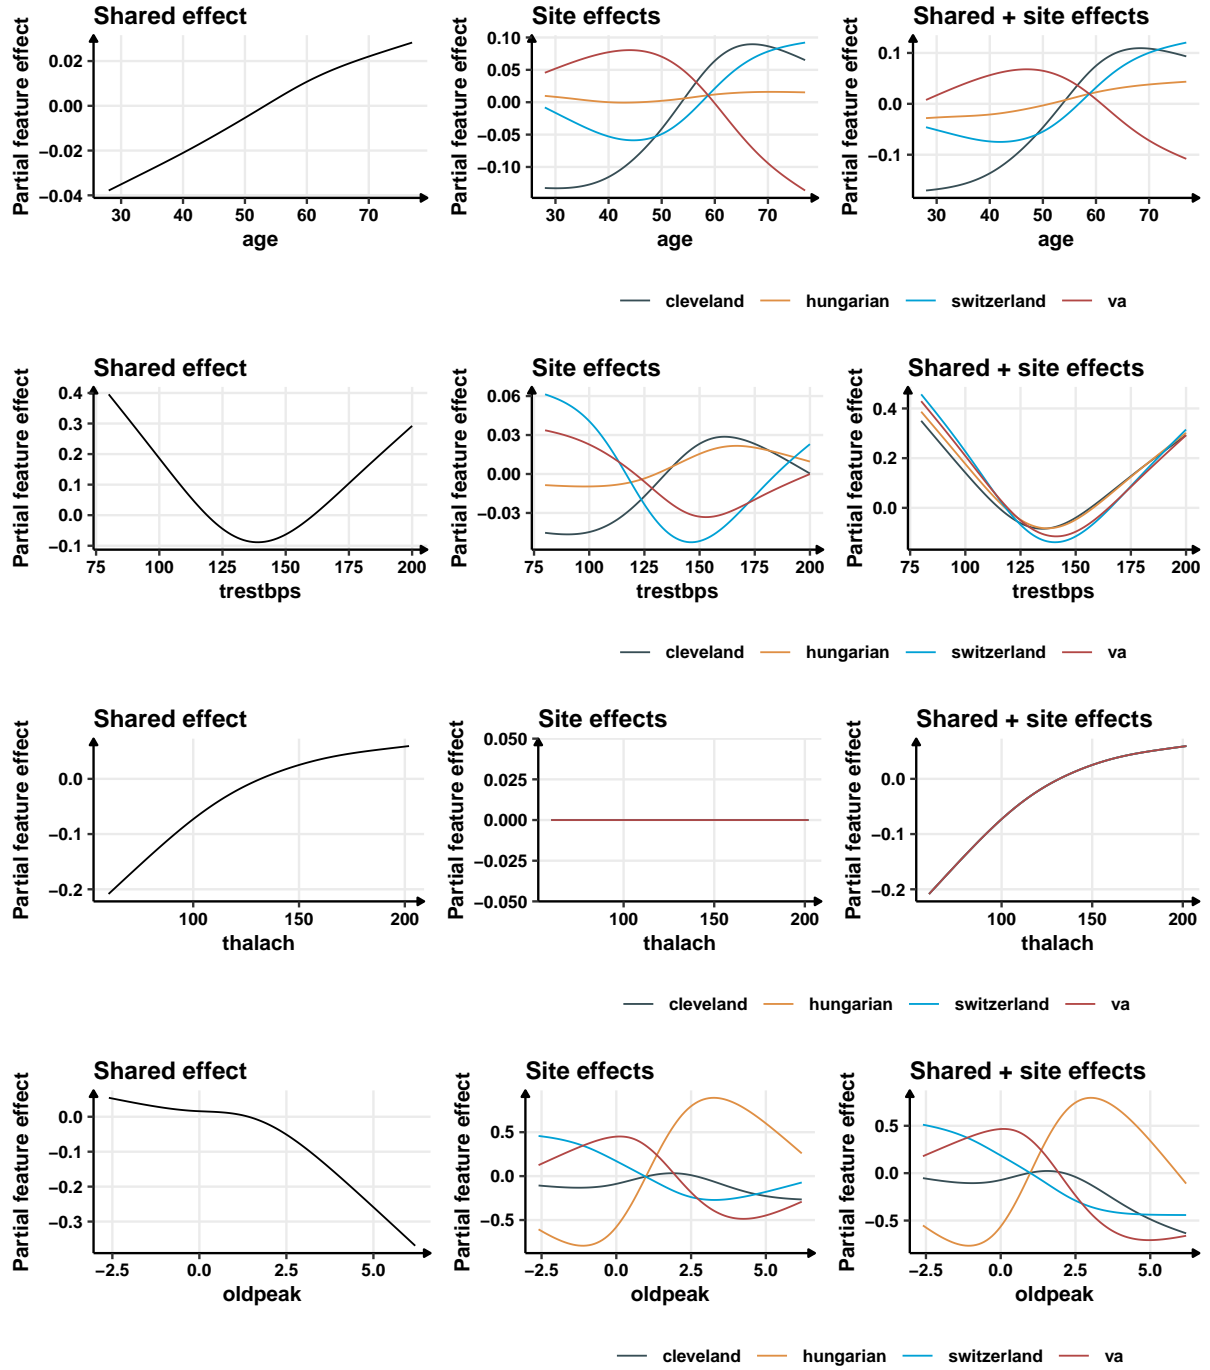 Shared effect
Site effects
Shared + site effects
Partial feature effect
0.02
0.00
−0.02
−0.04
30 40 50 60 70
age
Partial feature effect
0.10
0.05
0.00
−0.05
−0.10
30 40 50 60 70
age
Partial feature effect
0.1
0.0
−0.1
30 40 50 60 70
age
cleveland hungarian switzerland va
Shared effect
Site effects
Shared + site effects
Partial feature effect
0.4
0.3
0.2
0.1
0.0
−0.1
75 100 125 150 175 200
trestbps
Partial feature effect
0.06
0.03
0.00
−0.03
75 100 125 150 175 200
trestbps
Partial feature effect
0.4
0.2
0.0
75 100 125 150 175 200
trestbps
cleveland hungarian switzerland va
Shared effect
Site effects
Shared + site effects
Partial feature effect
0.0
−0.1
−0.2
100 150 200
thalach
Partial feature effect
0.050
0.025
0.000
−0.025
−0.050
100 150 200
thalach
Partial feature effect
0.0
−0.1
−0.2
100 150 200
thalach
cleveland hungarian switzerland va
Shared effect
Site effects
Shared + site effects
Partial feature effect
0.0
−0.1
−0.2
−0.3
−2.5 0.0 2.5 5.0
oldpeak
Partial feature effect
0.5
0.0
−0.5
−2.5 0.0 2.5 5.0
oldpeak
Partial feature effect
0.5
0.0
−0.5
−2.5 0.0 2.5 5.0
oldpeak
cleveland hungarian switzerland va